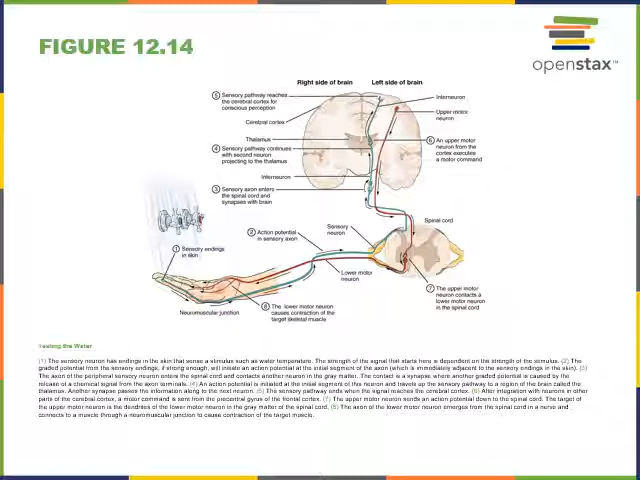 FIGURE 12.14
openstax™
Right side of brain Left side of brain
5 Sensory pathway reaches
the cerebral cortex for
conscious perception
Interneuron
Upper motor
neuron
Cerebral cortex
Thalamus
4 Sensory pathway continues
with second neuron
projecting to the thalamus
6 An upper motor
neuron from the
cortex executes
a motor command
Interneuron
3 Sensory axon enters
the spinal cord and
synapses with brain
Spinal cord
2 Action potential
in sensory axon
Sensory
neuron
1 Sensory endings
in skin
Lower motor
neuron
7 The upper motor
neuron contacts a
lower motor neuron
in the spinal cord
Neuromuscular junction
8 The lower motor neuron
causes contraction of the
target skeletal muscle
Testing the Water
(1) The sensory neuron has endings in the skin that sense a stimulus such as water temperature. The strength of the signal that starts here is dependent on the strength of the stimulus. (2) The
graded potential from the sensory endings, if strong enough, will initiate an action potential at the initial segment of the axon (which is immediately adjacent to the sensory endings in the skin). (3)
The axon of the peripheral sensory neuron enters the spinal cord and contacts another neuron in the gray matter. The contact is a synapse where another graded potential is caused by the
release of a chemical signal from the axon terminals. (4) An action potential is initiated at the initial segment of this neuron and travels up the sensory pathway to a region of the brain called the
thalamus. Another synapse passes the information along to the next neuron. (5) The sensory pathway ends when the signal reaches the cerebral cortex. (6) After integration with neurons in other
parts of the cerebral cortex, a motor command is sent from the precentral gyrus of the frontal cortex. (7) The upper motor neuron sends an action potential down to the spinal cord. The target of
the upper motor neuron is the dendrites of the lower motor neuron in the gray matter of the spinal cord. (8) The axon of the lower motor neuron emerges from the spinal cord in a nerve and
connects to a muscle through a neuromuscular junction to cause contraction of the target muscle.